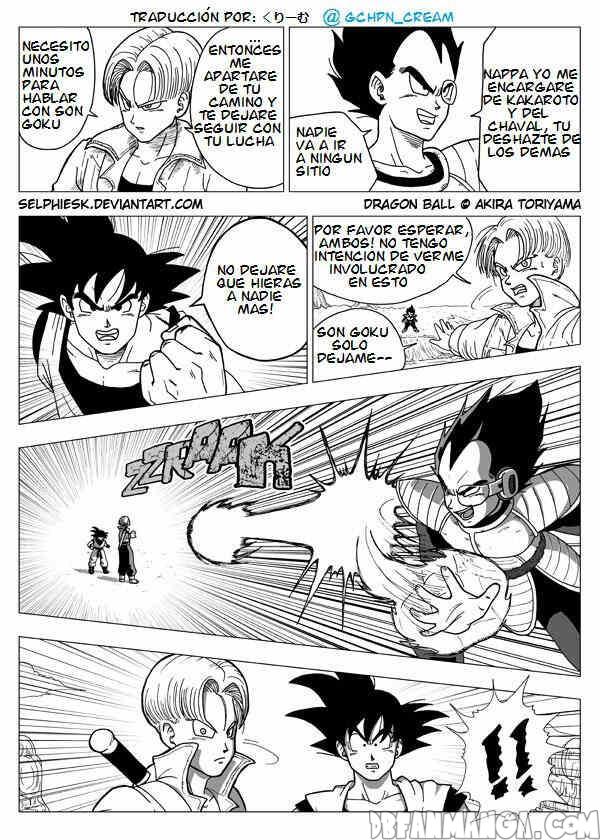 TRADUCCIÓN POR: くりーむ @ GCHPN_CREAM
NECESITO
UNOS
MINUTOS
PARA
HABLAR
CON SON
GOKU
...
ENTONCES
ME
APARTARE
DE TU
CAMINO Y
TE DEJARE
SEGUIR CON
TU LUCHA
NAPPA YO ME
ENCARGARE
DE KAKAROTO
Y DEL
CHAVAL, TU
DESHAZTE DE
LOS DEMAS
NADIE
VA A IR
A NINGUN
SITIO
SELPHIESK.DEVIANTART.COM
DRAGON BALL © AKIRA TORIYAMA
NO DEJARE
QUE HIERAS
A NADIE
MAS!
POR FAVOR ESPERAR,
AMBOS! NO TENGO
INTENCION DE VERME
INVOLUCRADO
EN ESTO
SON GOKU
SOLO
DEJAME--
!!
DBFANMANGA.COM